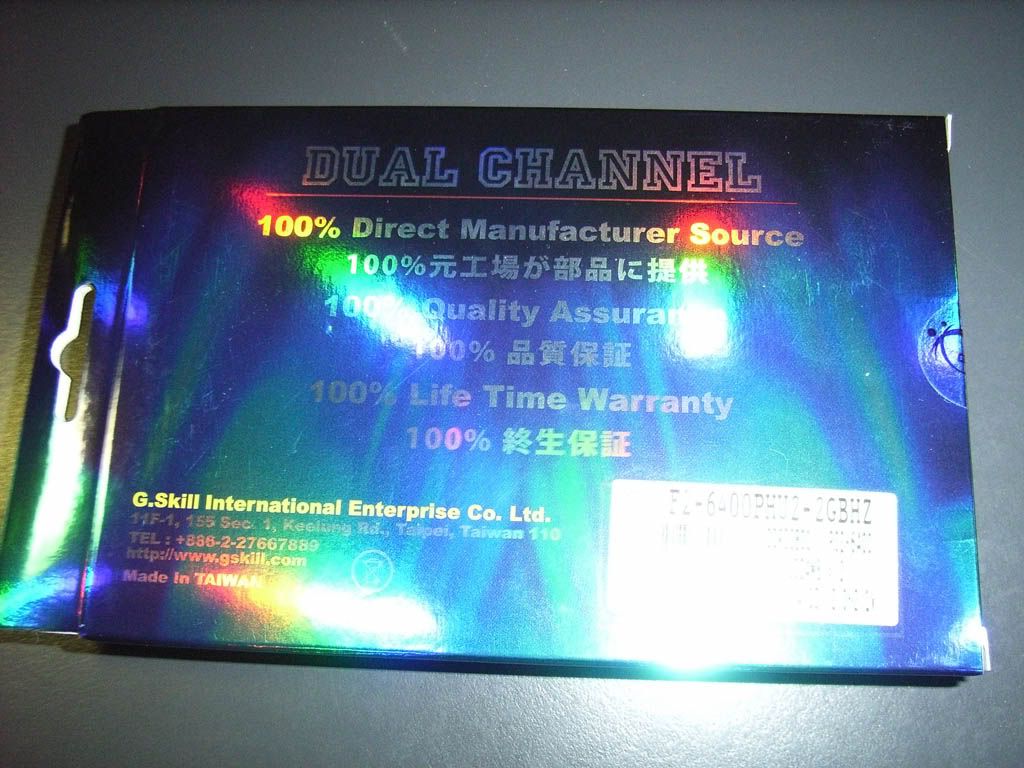 DUAL CHANNEL
100% Direct Manufacturer Source
100%元工場が部品に提供
100% Quality Assurance
100% 品質保証
100% Life Time Warranty
100% 終生保証
G.Skill International Enterprise Co. Ltd.
11F-1, 155 Sec. 1, Keelung Rd., Taipei, Taiwan 110
TEL : +886-2-27667889
http://www.gskill.com
Made In TAIWAN
F2-6400PHU2-2GBHZ